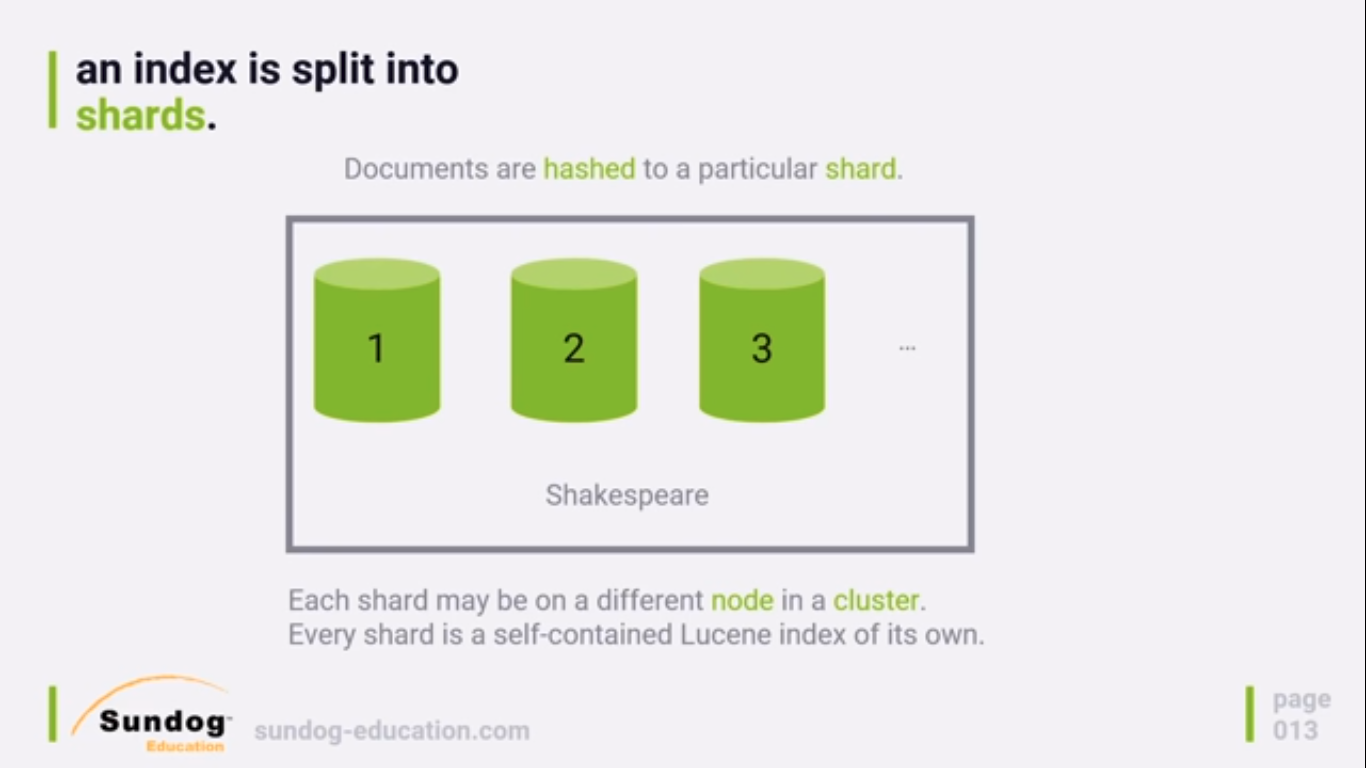 an index is split into
shards.
Documents are hashed to a particular shard.
1 2 3 ...
Shakespeare
Each shard may be on a different node in a cluster.
Every shard is a self-contained Lucene index of its own.
Sundog™
Education
sundog-education.com
page
013